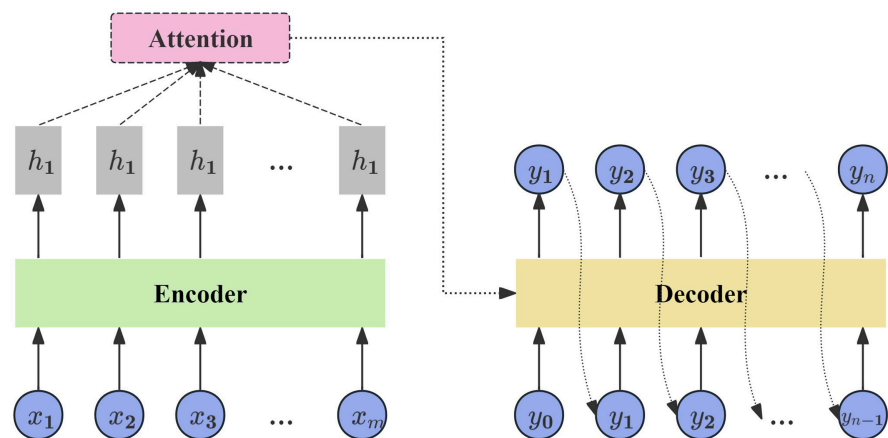 Attention
h₁ h₁ h₁ ... h₁
y₁ y₂ y₃ ... yₙ
Encoder
Decoder
x₁ x₂ x₃ ... xₘ
y₀ y₁ y₂ ... yₙ₋₁